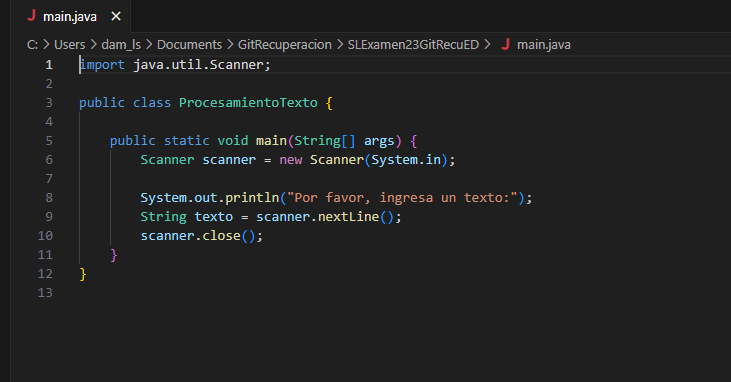 J main.java ×
C: > Users > dam_ls > Documents > GitRecuperacion > SLExamen23GitRecuED > J main.java
1 import java.util.Scanner;
2
3 public class ProcesamientoTexto {
4
5 public static void main(String[] args) {
6 Scanner scanner = new Scanner(System.in);
7
8 System.out.println("Por favor, ingresa un texto:");
9 String texto = scanner.nextLine();
10 scanner.close();
11 }
12 }
13